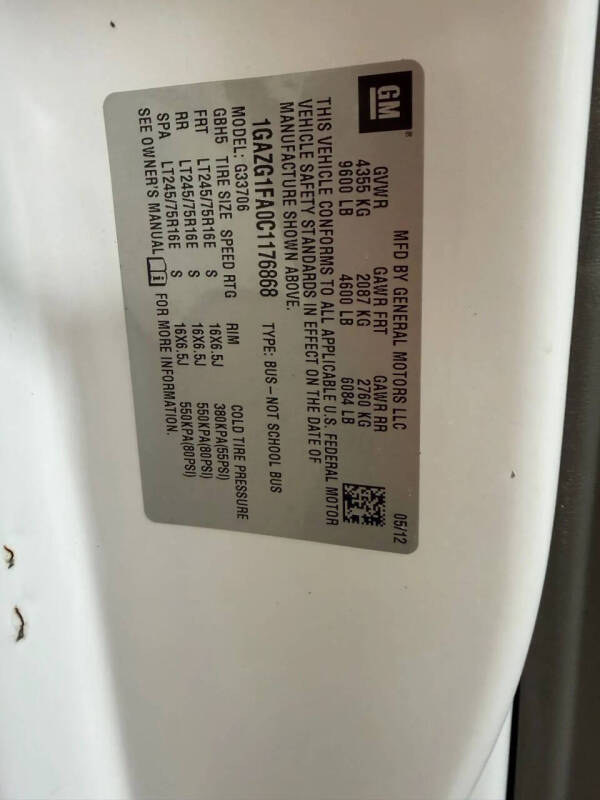 GM
MFD BY GENERAL MOTORS LLC 05/12
GVWR GAWR FRT GAWR RR
4355 KG 2087 KG 2760 KG
9600 LB 4600 LB 6084 LB
THIS VEHICLE CONFORMS TO ALL APPLICABLE U.S. FEDERAL MOTOR
VEHICLE SAFETY STANDARDS IN EFFECT ON THE DATE OF
MANUFACTURE SHOWN ABOVE.
1GAZG1FA0C1176868 TYPE: BUS–NOT SCHOOL BUS
MODEL: G33706
GBH5 TIRE SIZE SPEED RTG RIM COLD TIRE PRESSURE
FRT LT245/75R16E S 16X6.5J 380KPA(55PSI)
RR LT245/75R16E S 16X6.5J 550KPA(80PSI)
SPA LT245/75R16E S 16X6.5J 550KPA(80PSI)
SEE OWNER'S MANUAL FOR MORE INFORMATION.